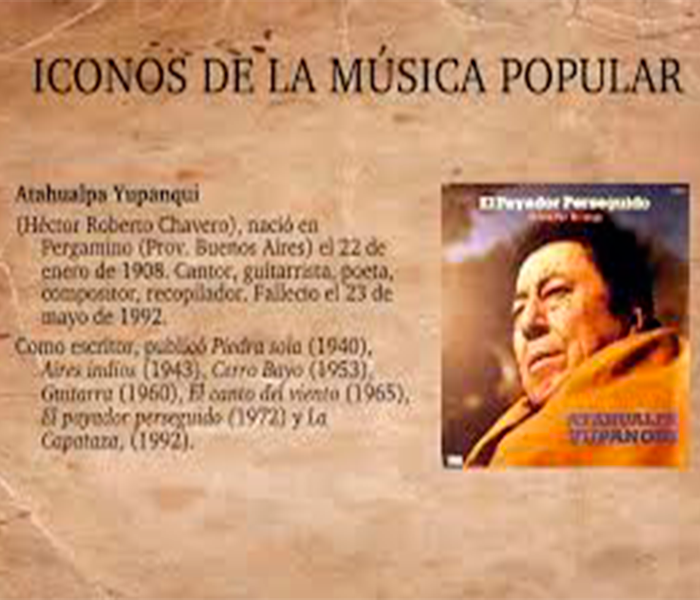 ICONOS DE LA MÚSICA POPULAR
Atahualpa Yupanqui
(Héctor Roberto Chavero), nació en
Pergamino (Prov. Buenos Aires) el 22 de
enero de 1908. Cantor, guitarrista, poeta,
compositor, recopilador. Fallecio el 23 de
mayo de 1992.
Como escritor, publicó Piedra sola (1940),
Aires indios (1943), Cerro Bayo (1953),
Guitarra (1960), El canto del viento (1965),
El payador perseguido (1972) y La
Capataza, (1992).
El Payador Perseguido
ATAHUALPA
YUPANQUI